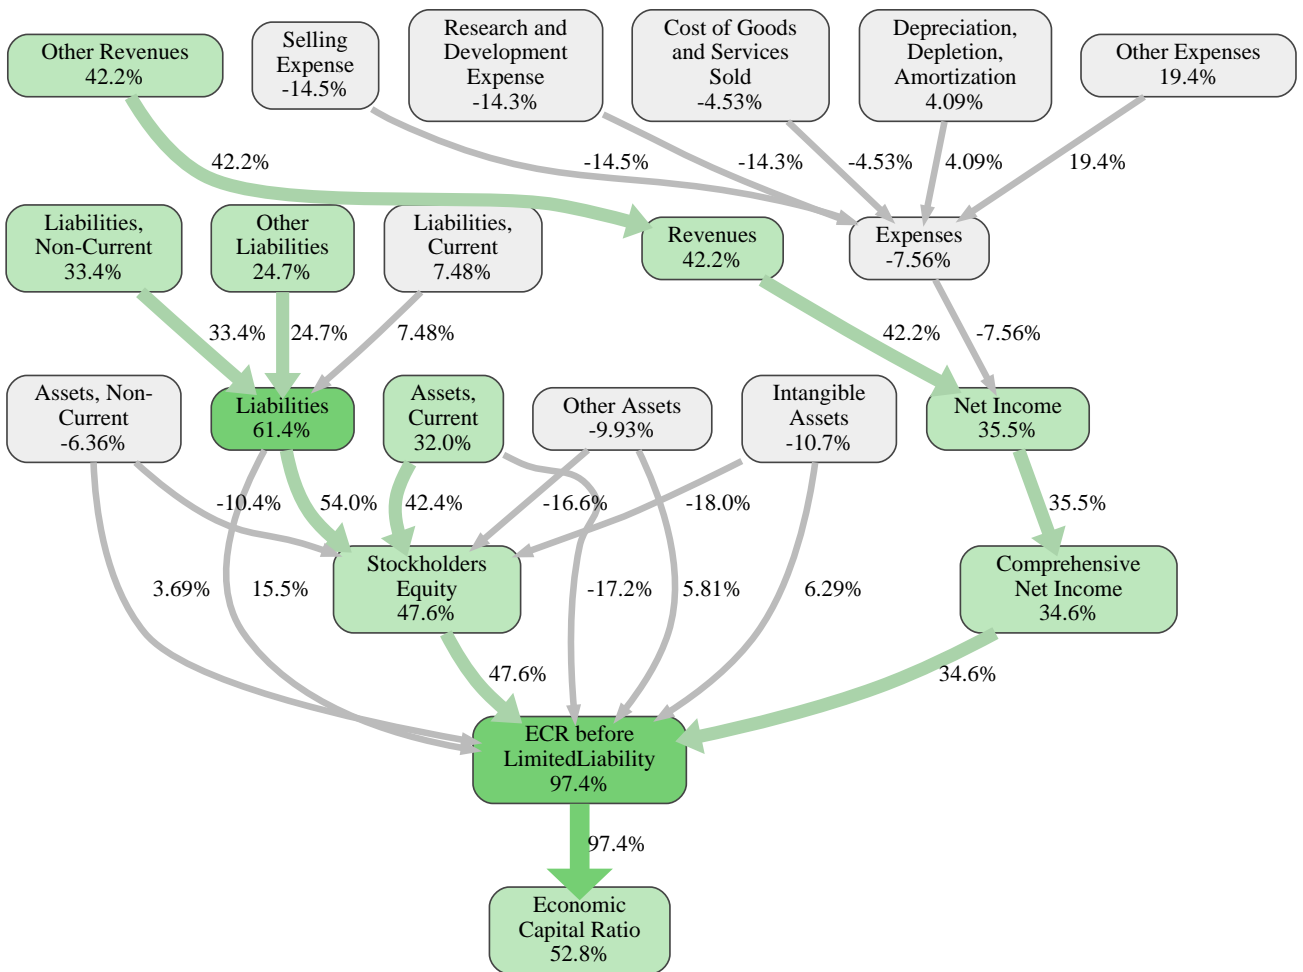 Other Revenues
42.2%
Selling
Expense
-14.5%
Research and
Development
Expense
-14.3%
Cost of Goods
and Services
Sold
-4.53%
Depreciation,
Depletion,
Amortization
4.09%
Other Expenses
19.4%
42.2%
-14.5%
-14.3%
-4.53%
4.09%
19.4%
Liabilities,
Non-Current
33.4%
Other
Liabilities
24.7%
Liabilities,
Current
7.48%
Revenues
42.2%
Expenses
-7.56%
33.4%
24.7%
7.48%
42.2%
-7.56%
Assets, Non-
Current
-6.36%
Liabilities
61.4%
Assets,
Current
32.0%
Other Assets
-9.93%
Intangible
Assets
-10.7%
Net Income
35.5%
-10.4%
54.0%
42.4%
-16.6%
-18.0%
35.5%
Stockholders
Equity
47.6%
Comprehensive
Net Income
34.6%
3.69%
15.5%
-17.2%
5.81%
6.29%
47.6%
34.6%
ECR before
LimitedLiability
97.4%
97.4%
Economic
Capital Ratio
52.8%